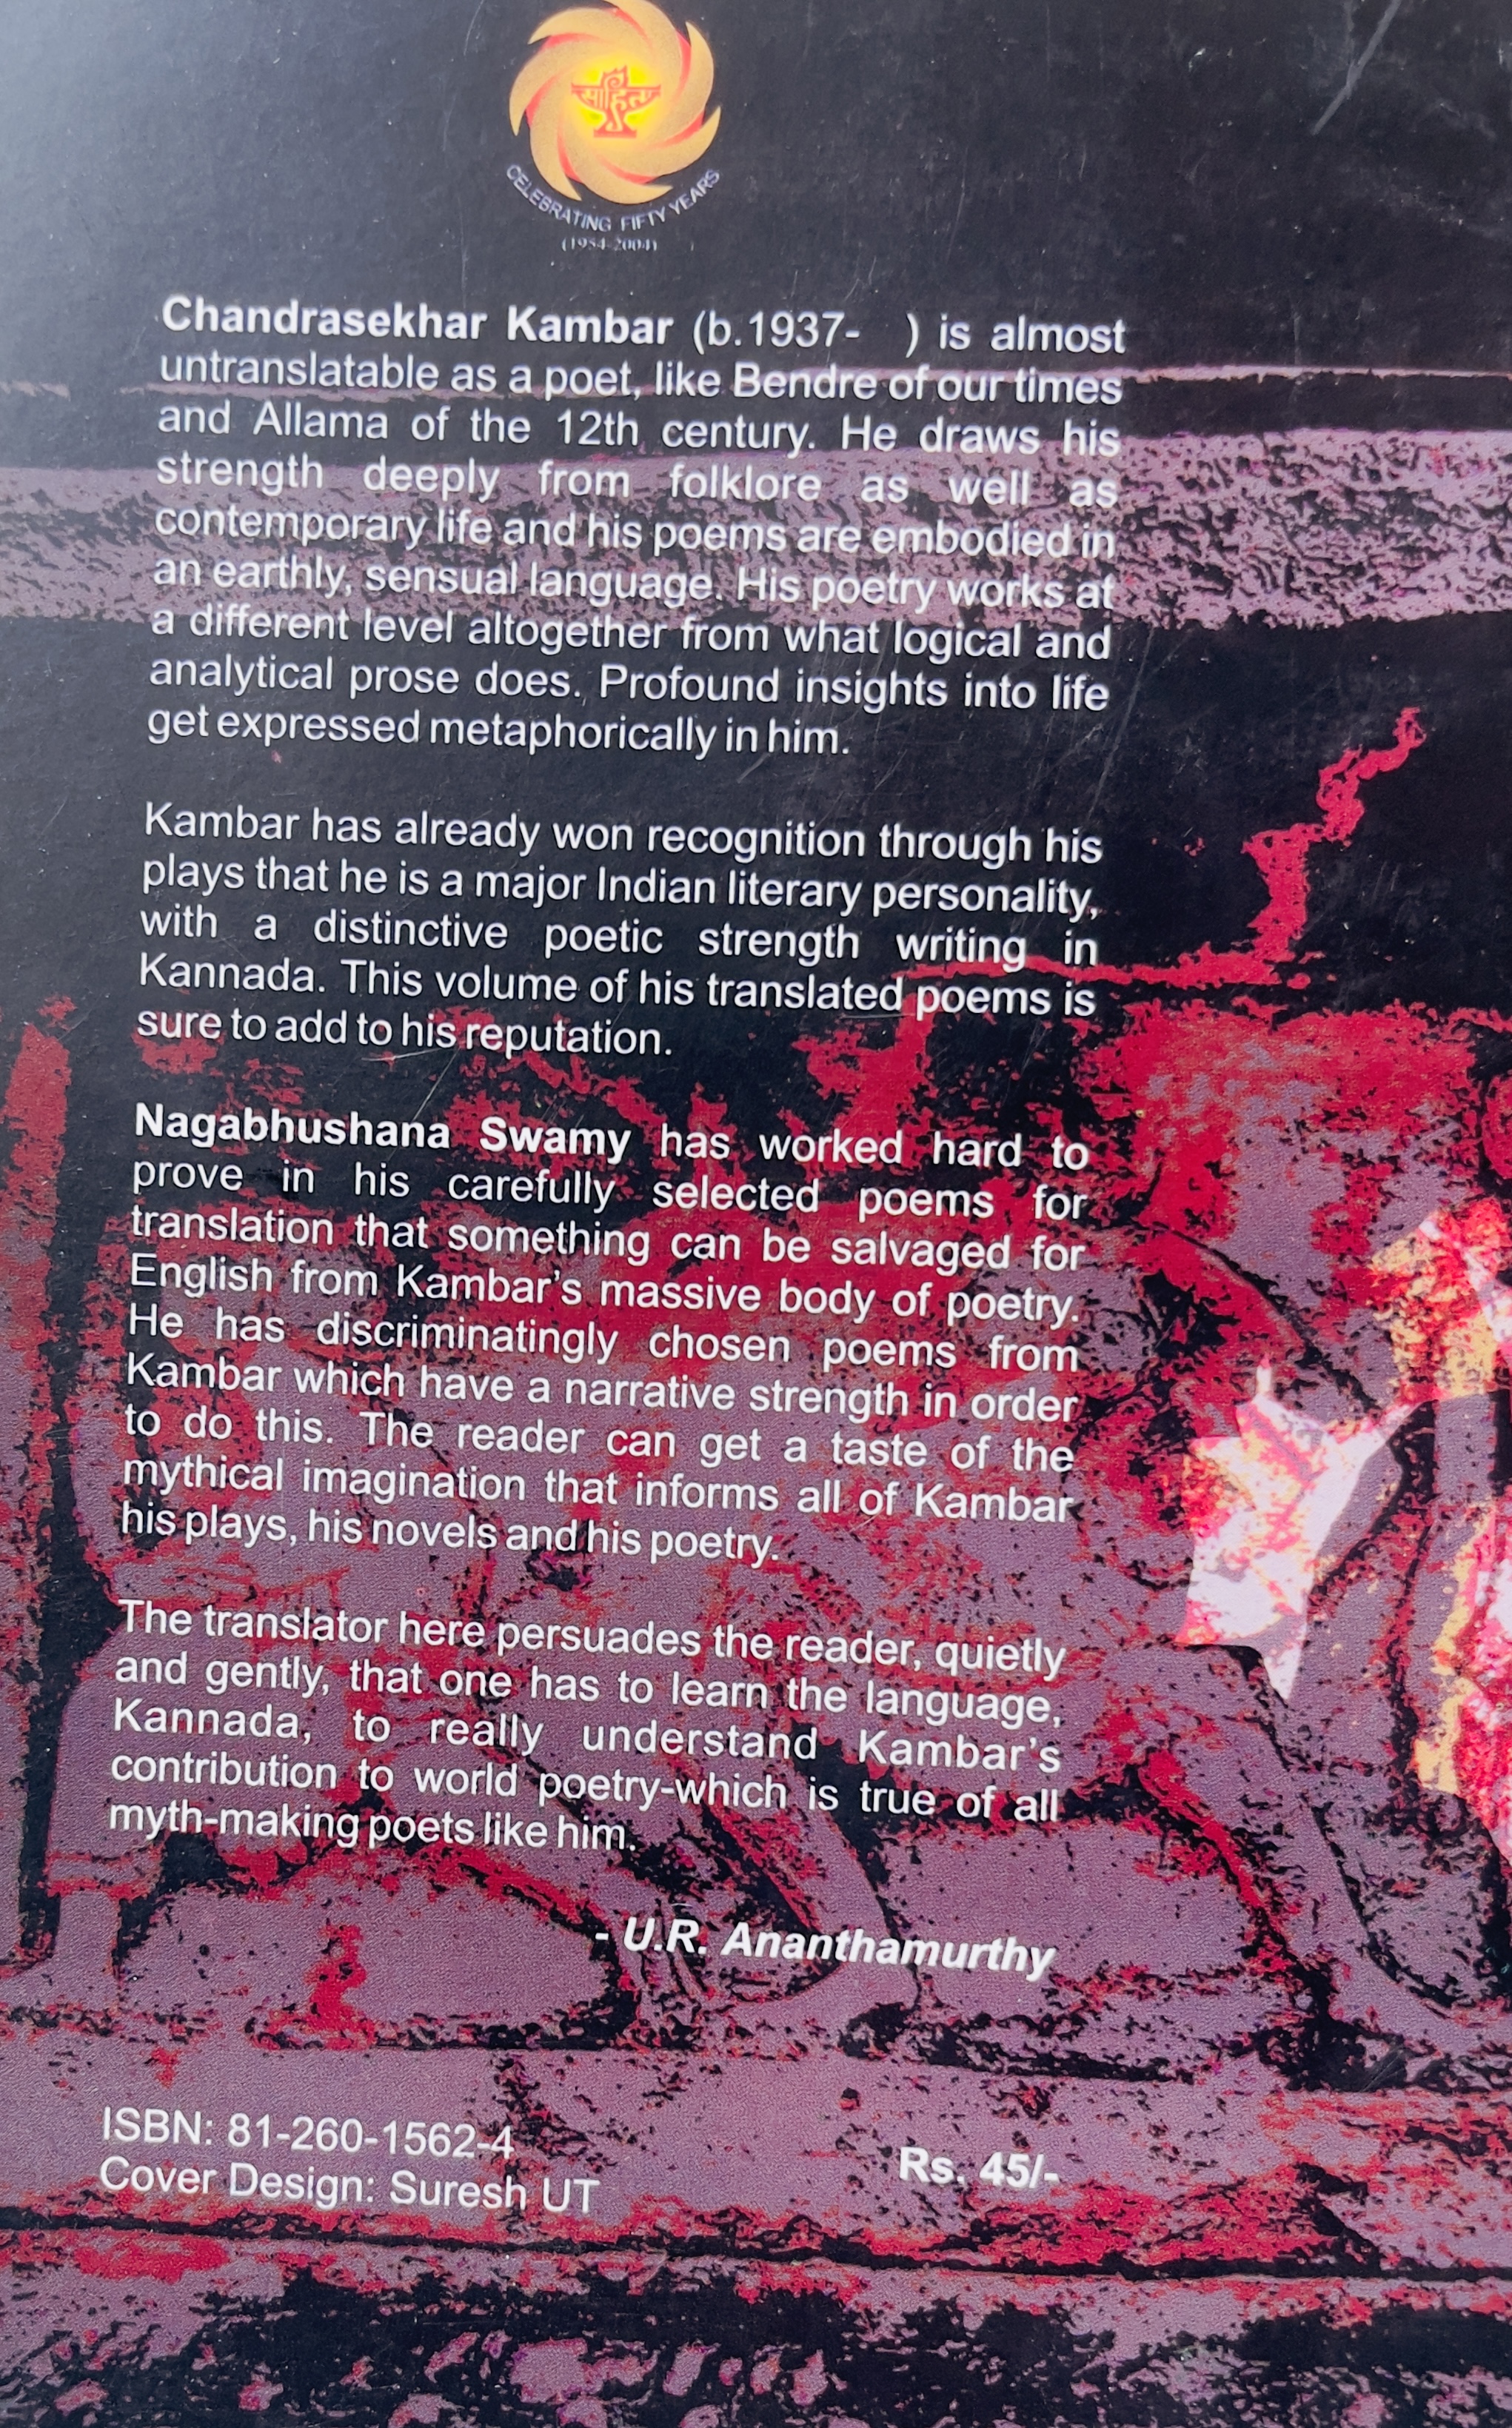 साहित्य
CELEBRATING FIFTY YEARS
(1954-2004)
Chandrasekhar Kambar (b.1937- ) is almost
untranslatable as a poet, like Bendre of our times
and Allama of the 12th century. He draws his
strength deeply from folklore as well as
contemporary life and his poems are embodied in
an earthly, sensual language. His poetry works at
a different level altogether from what logical and
analytical prose does. Profound insights into life
get expressed metaphorically in him.
Kambar has already won recognition through his
plays that he is a major Indian literary personality,
with a distinctive poetic strength writing in
Kannada. This volume of his translated poems is
sure to add to his reputation.
Nagabhushana Swamy has worked hard to
prove in his carefully selected poems for
translation that something can be salvaged for
English from Kambar's massive body of poetry.
He has discriminatingly chosen poems from
Kambar which have a narrative strength in order
to do this. The reader can get a taste of the
mythical imagination that informs all of Kambar
his plays, his novels and his poetry.
The translator here persuades the reader, quietly
and gently, that one has to learn the language,
Kannada, to really understand Kambar's
contribution to world poetry-which is true of all
myth-making poets like him.
- U.R. Ananthamurthy
ISBN: 81-260-1562-4
Rs. 45/-
Cover Design: Suresh UT